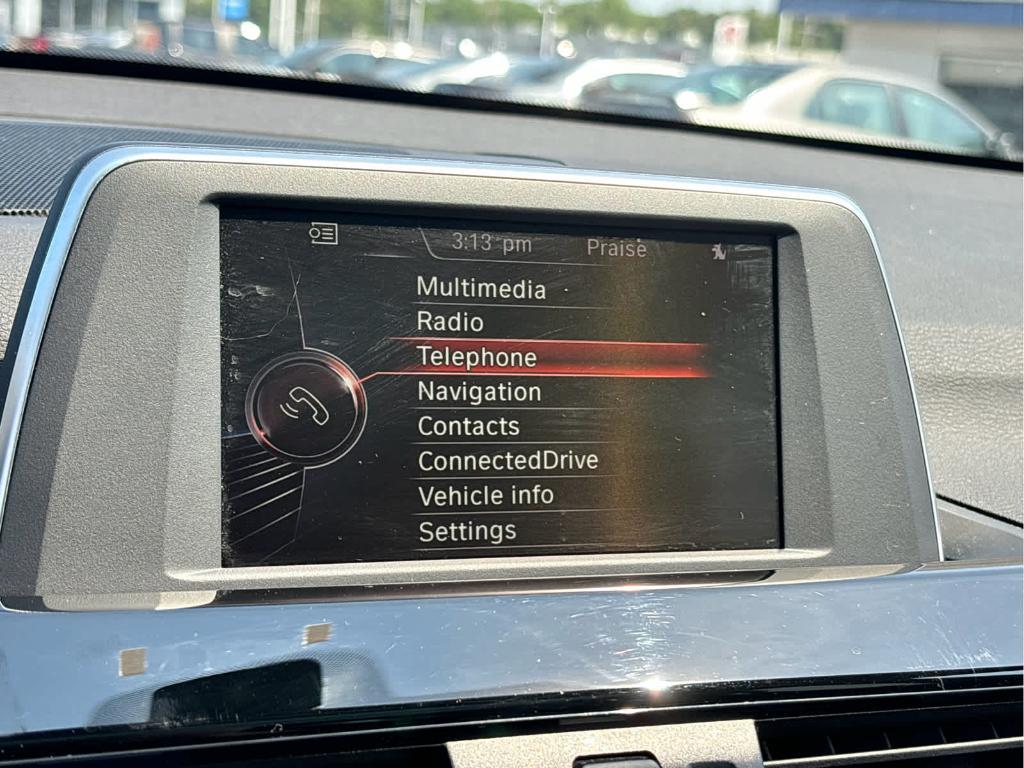 3:13 pm Praise
Multimedia
Radio
Telephone
Navigation
Contacts
ConnectedDrive
Vehicle info
Settings